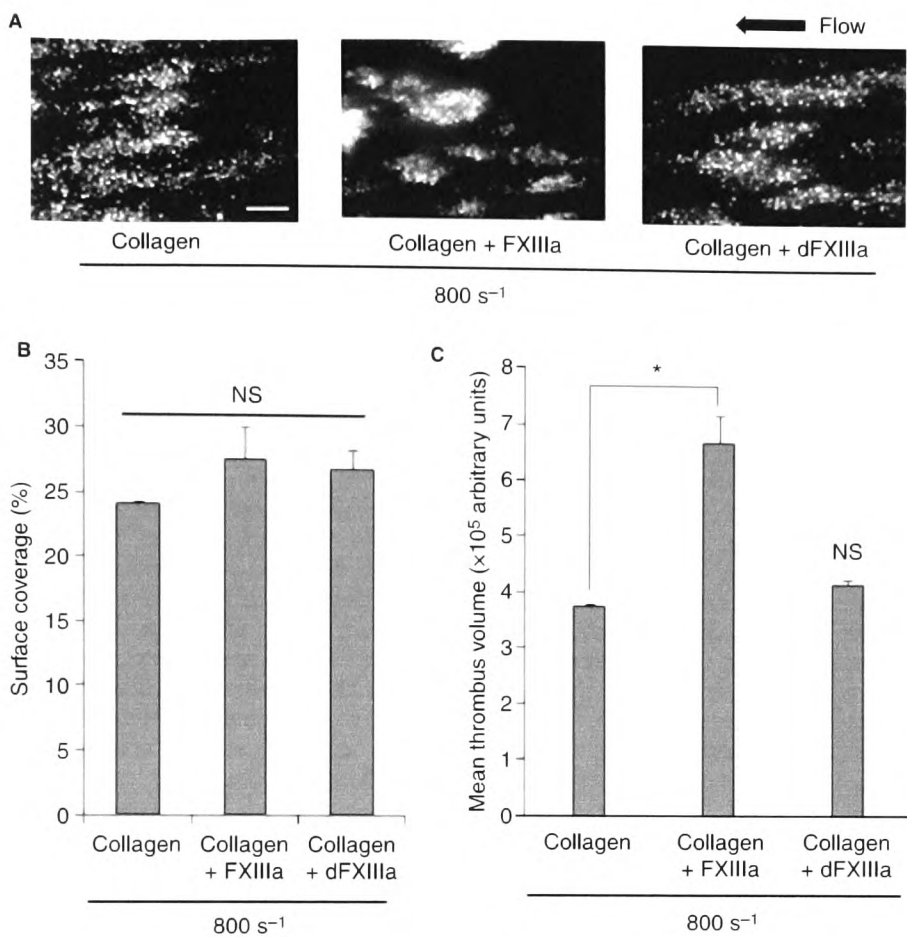 A
Flow
Collagen
Collagen + FXIIIa
Collagen + dFXIIIa
800 s⁻¹
B
Surface coverage (%)
35
30
25
20
15
10
5
0
NS
Collagen
Collagen
+ FXIIIa
Collagen
+ dFXIIIa
800 s⁻¹
C
Mean thrombus volume (×10⁵ arbitrary units)
8
7
6
5
4
3
2
1
0
*
NS
Collagen
Collagen
+ FXIIIa
Collagen
+ dFXIIIa
800 s⁻¹